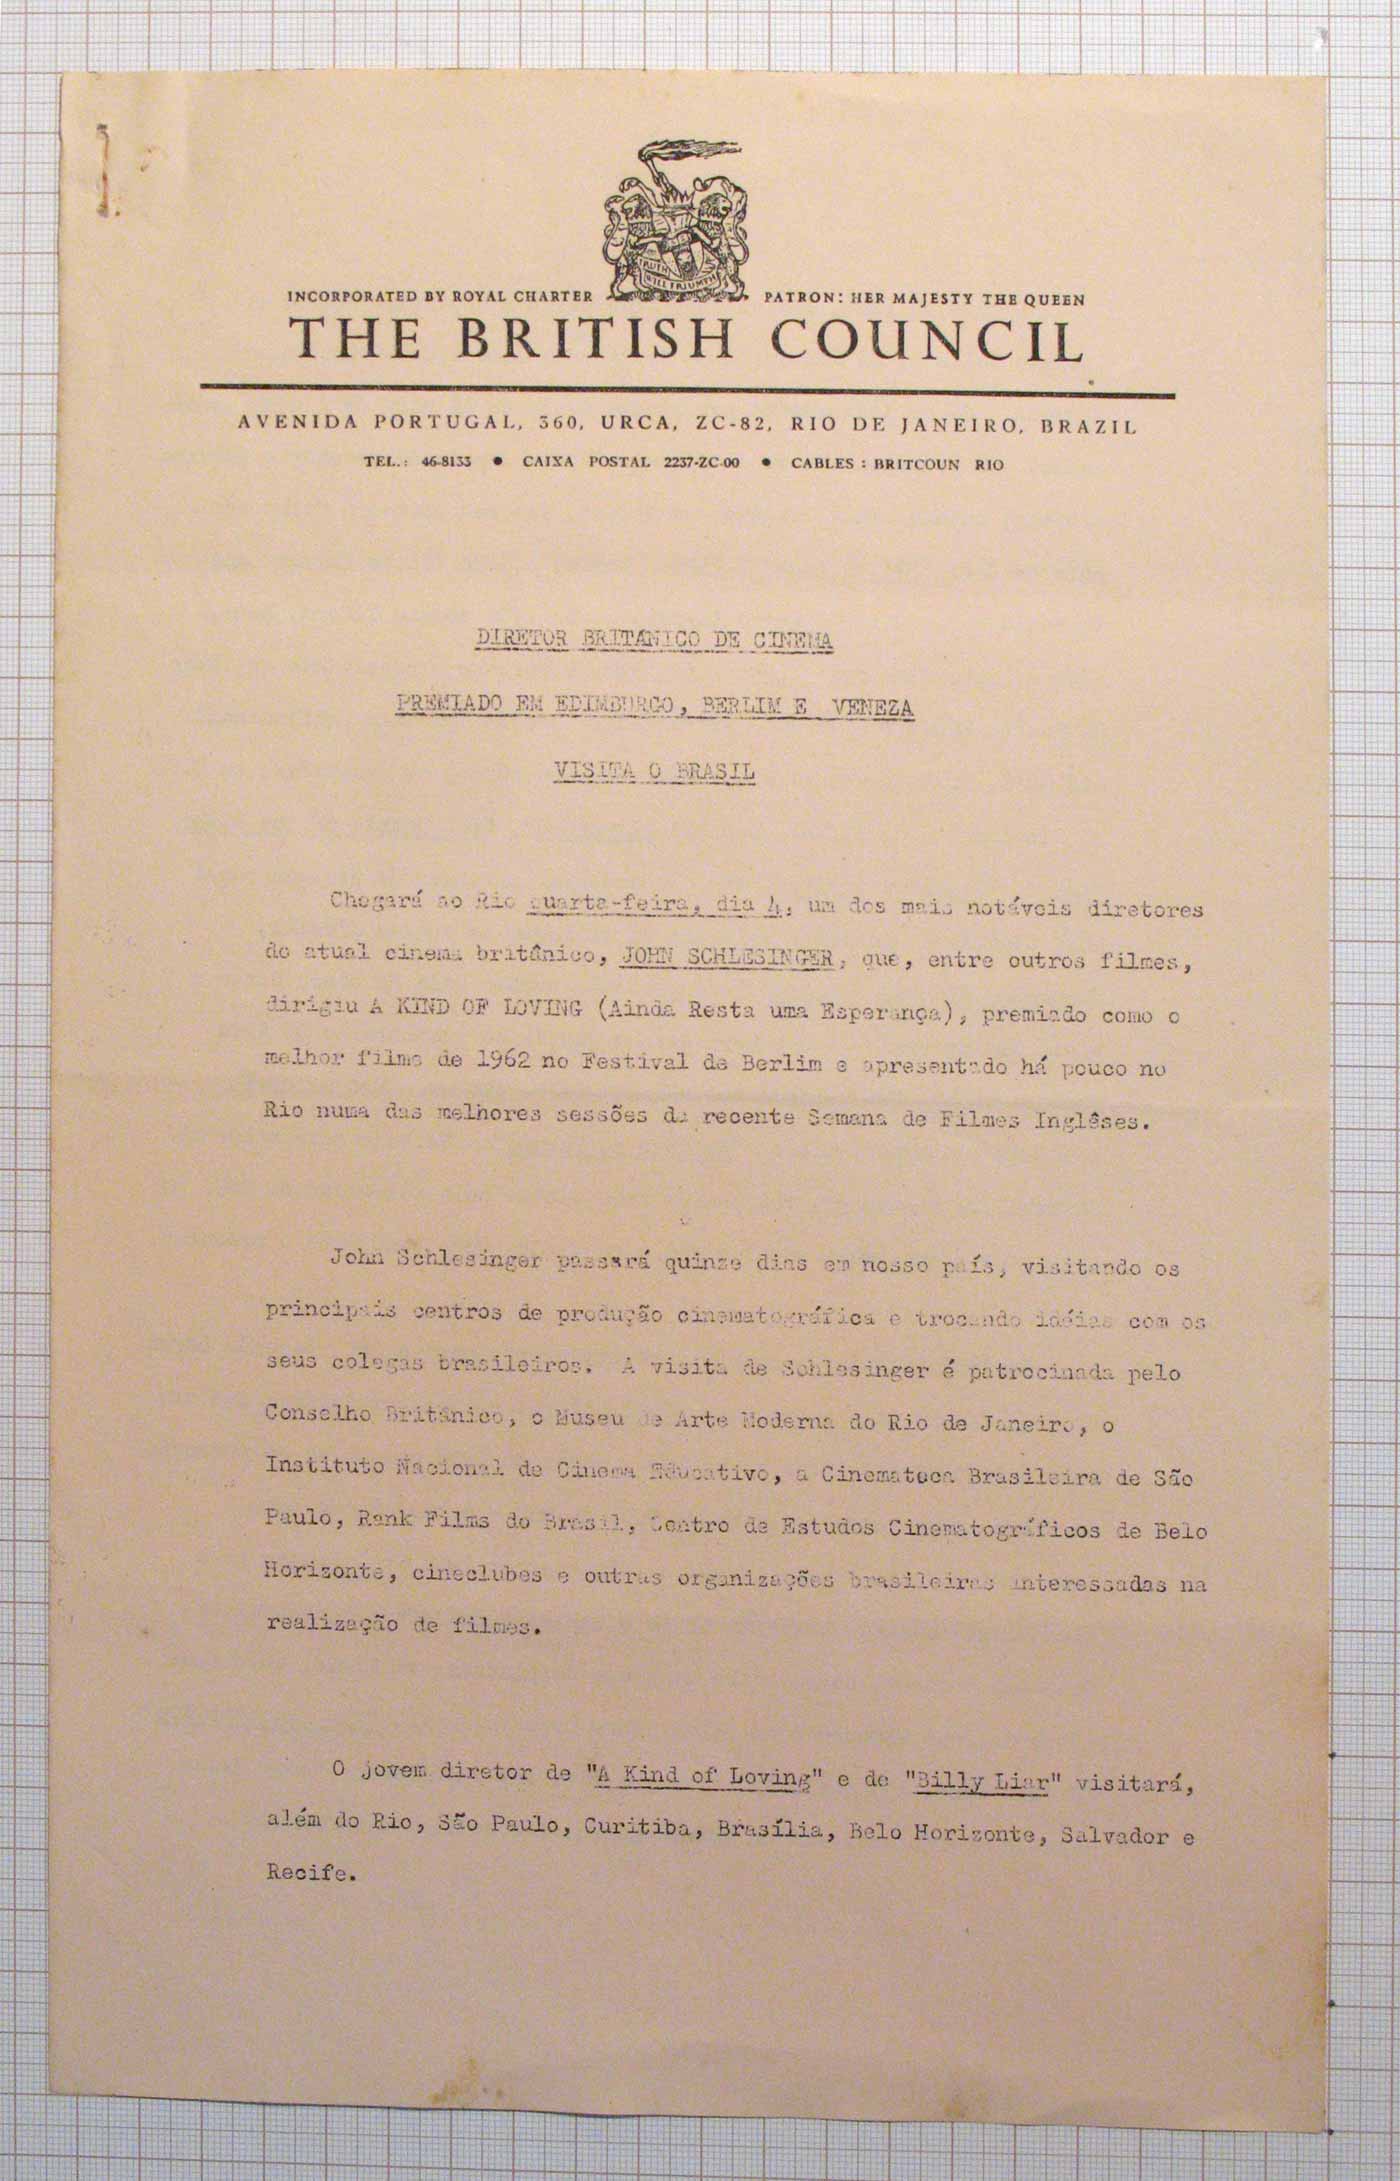 TRUTH
WILL TRIUMPH
INCORPORATED BY ROYAL CHARTER PATRON: HER MAJESTY THE QUEEN
THE BRITISH COUNCIL
AVENIDA PORTUGAL, 360, URCA, ZC-82, RIO DE JANEIRO, BRAZIL
TEL.: 46-8133 ● CAIXA POSTAL 2237-ZC-00 ● CABLES : BRITCOUN RIO
DIRETOR BRITÂNICO DE CINEMA
PREMIADO EM EDIMBURGO, BERLIM E VENEZA
VISITA O BRASIL
Chegará ao Rio quarta-feira, dia 4, um dos mais notáveis diretores
do atual cinema britânico, JOHN SCHLESINGER, que, entre outros filmes,
dirigiu A KIND OF LOVING (Ainda Resta uma Esperança), premiado como o
melhor filme de 1962 no Festival de Berlim e apresentado há pouco no
Rio numa das melhores sessões da recente Semana de Filmes Inglêses.
John Schlesinger passará quinze dias em nosso país, visitando os
principais centros de produção cinematográfica e trocando idéias com os
seus colegas brasileiros. A visita de Schlesinger é patrocinada pelo
Conselho Britânico, o Museu de Arte Moderna do Rio de Janeiro, o
Instituto Nacional de Cinema Educativo, a Cinemateca Brasileira de São
Paulo, Rank Films do Brasil, Centro de Estudos Cinematográficos de Belo
Horizonte, cineclubes e outras organizações brasileiras interessadas na
realização de filmes.
O jovem diretor de "A Kind of Loving" e de "Billy Liar" visitará,
além do Rio, São Paulo, Curitiba, Brasília, Belo Horizonte, Salvador e
Recife.